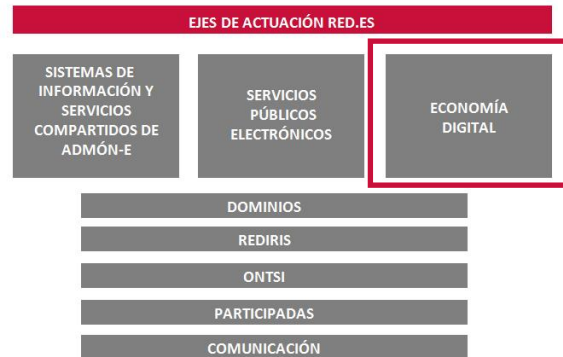 EJES DE ACTUACIÓN RED.ES
SISTEMAS DE
INFORMACIÓN Y
SERVICIOS
COMPARTIDOS DE
ADMÓN-E
SERVICIOS
PÚBLICOS
ELECTRÓNICOS
ECONOMÍA
DIGITAL
DOMINIOS
REDIRIS
ONTSI
PARTICIPADAS
COMUNICACIÓN